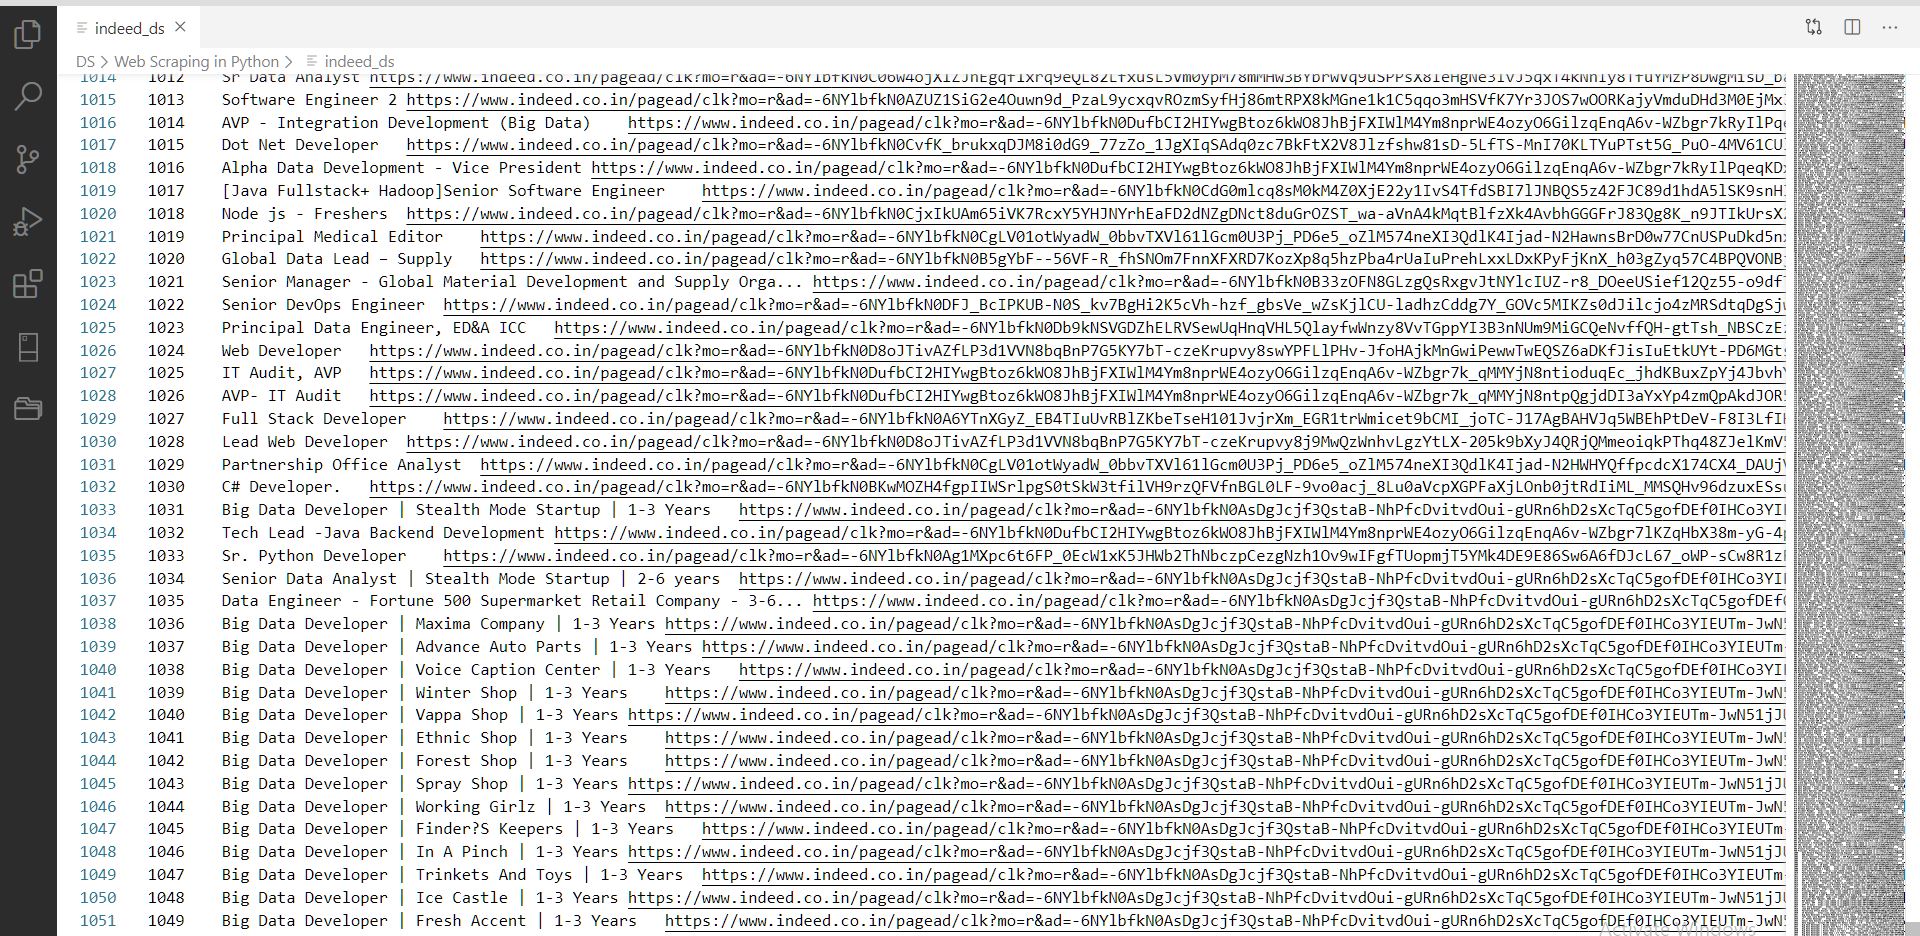 indeed_ds
DS > Web Scraping in Python > indeed_ds
1014 1012 Sr Data Analyst
1015 1013 Software Engineer 2 https://www.indeed.co.in/pagead/clk?mo=r&ad=-6NYlbfkN0AZUZ1SiG2e4Ouwn9d_PzaL9ycxqvROzmSyfHj86mtRPX8kMGne1k1C5qqo3mHSVfK7Yr3JOS7wOORKajyVmduDHd3M0EjMx
1016 1014 AVP - Integration Development (Big Data) https://www.indeed.co.in/pagead/clk?mo=r&ad=-6NYlbfkN0DufbCI2HIYwgBtoz6kWO8JhBjFXIWlM4Ym8nprWE4ozyO6GilzqEnqA6v-WZbgr7kRyIlPqe
1017 1015 Dot Net Developer https://www.indeed.co.in/pagead/clk?mo=r&ad=-6NYlbfkN0CvfK_brukxqDJM8i0dG9_77zZo_1JgXIqSAdq0zc7BkFtX2V8Jlzfshw81sD-5LfTS-MnI70KLTYuPTst5G_PuO-4MV61CU
1018 1016 Alpha Data Development - Vice President https://www.indeed.co.in/pagead/clk?mo=r&ad=-6NYlbfkN0DufbCI2HIYwgBtoz6kWO8JhBjFXIWlM4Ym8nprWE4ozyO6GilzqEnqA6v-WZbgr7kRyIlPqeqKD
1019 1017 [Java Fullstack+ Hadoop]Senior Software Engineer https://www.indeed.co.in/pagead/clk?mo=r&ad=-6NYlbfkN0CdG0mlcq8sM0kM4Z0XjE22y1IvS4TfdSBI7lJNBQS5z42FJC89d1hdA5lSK9snH
1020 1018 Node js - Freshers https://www.indeed.co.in/pagead/clk?mo=r&ad=-6NYlbfkN0CjxIkUAm65iVK7RcxY5YHJNYrhEaFD2dNZgDNct8duGrOZST_wa-aVnA4kMqtBlfzXk4AvbhGGGFrJ83Qg8K_n9JTIkUrsX
1021 1019 Principal Medical Editor https://www.indeed.co.in/pagead/clk?mo=r&ad=-6NYlbfkN0CgLV01otWyadW_0bbvTXVl61lGcm0U3Pj_PD6e5_oZlM574neXI3QdlK4Ijad-N2HawnsBrD0w77CnUSPuDkd5n
1022 1020 Global Data Lead – Supply https://www.indeed.co.in/pagead/clk?mo=r&ad=-6NYlbfkN0B5gYbF--56VF-R_fhSNOm7FnnXFXRD7KozXp8q5hzPba4rUaIuPrehLxxLDxKPyFjKnX_h03gZyq57C4BPQVONB
1023 1021 Senior Manager - Global Material Development and Supply Orga... https://www.indeed.co.in/pagead/clk?mo=r&ad=-6NYlbfkN0B33zOFN8GLzgQsRxgvJtNYlcIUZ-r8_DOeeUSief12Qz55-o9df
1024 1022 Senior DevOps Engineer https://www.indeed.co.in/pagead/clk?mo=r&ad=-6NYlbfkN0DFJ_BcIPKUB-N0S_kv7BgHi2K5cVh-hzf_gbsVe_wZsKjlCU-ladhzCddg7Y_GOVc5MIKZs0dJilcjo4zMRSdtqDgSj
1025 1023 Principal Data Engineer, ED&A ICC https://www.indeed.co.in/pagead/clk?mo=r&ad=-6NYlbfkN0Db9kNSVGDZhELRVSewUqHnqVHL5QlayfwWnzy8VvTGppYI3B3nNUm9MiGCQeNvffQH-gtTsh_NBSCzE
1026 1024 Web Developer https://www.indeed.co.in/pagead/clk?mo=r&ad=-6NYlbfkN0D8oJTivAZfLP3d1VVN8bqBnP7G5KY7bT-czeKrupvy8swYPFLlPHv-JfoHAjkMnGwiPewwTwEQSZ6aDKfJisIuEtkUYt-PD6MGt
1027 1025 IT Audit, AVP https://www.indeed.co.in/pagead/clk?mo=r&ad=-6NYlbfkN0DufbCI2HIYwgBtoz6kWO8JhBjFXIWlM4Ym8nprWE4ozyO6GilzqEnqA6v-WZbgr7k_qMMYjN8ntioduqEc_jhdKBuxZpYj4Jbvh
1028 1026 AVP- IT Audit https://www.indeed.co.in/pagead/clk?mo=r&ad=-6NYlbfkN0DufbCI2HIYwgBtoz6kWO8JhBjFXIWlM4Ym8nprWE4ozyO6GilzqEnqA6v-WZbgr7k_qMMYjN8ntpQgjdDI3aYxYp4zmQpAkdJOR
1029 1027 Full Stack Developer https://www.indeed.co.in/pagead/clk?mo=r&ad=-6NYlbfkN0A6YTnXGyZ_EB4TIuUvRBlZKbeTseH101JvjrXm_EGR1trWmicet9bCMI_joTC-J17AgBAHVJq5WBEhPtDeV-F8I3LfI
1030 1028 Lead Web Developer https://www.indeed.co.in/pagead/clk?mo=r&ad=-6NYlbfkN0D8oJTivAZfLP3d1VVN8bqBnP7G5KY7bT-czeKrupvy8j9MwQzWnhvLgzYtLX-205k9bXyJ4QRjQMmeoiqkPThq48ZJelKmV
1031 1029 Partnership Office Analyst https://www.indeed.co.in/pagead/clk?mo=r&ad=-6NYlbfkN0CgLV01otWyadW_0bbvTXVl61lGcm0U3Pj_PD6e5_oZlM574neXI3QdlK4Ijad-N2HWHYQffpcdcX174CX4_DAUj
1032 1030 C# Developer. https://www.indeed.co.in/pagead/clk?mo=r&ad=-6NYlbfkN0BKwMOZH4fgpIIWSrlpgS0tSkW3tfilVH9rzQFVfnBGL0LF-9vo0acj_8Lu0aVcpXGPFaXjLOnb0jtRdIiML_MMSQHv96dzuxESs
1033 1031 Big Data Developer | Stealth Mode Startup | 1-3 Years https://www.indeed.co.in/pagead/clk?mo=r&ad=-6NYlbfkN0AsDgJcjf3QstaB-NhPfcDvitvdOui-gURn6hD2sXcTqC5gofDEf0IHCo3YI
1034 1032 Tech Lead -Java Backend Development https://www.indeed.co.in/pagead/clk?mo=r&ad=-6NYlbfkN0DufbCI2HIYwgBtoz6kWO8JhBjFXIWlM4Ym8nprWE4ozyO6GilzqEnqA6v-WZbgr7lKZqHbX38m-yG-4
1035 1033 Sr. Python Developer https://www.indeed.co.in/pagead/clk?mo=r&ad=-6NYlbfkN0Ag1MXpc6t6FP_0EcW1xK5JHWb2ThNbczpCezgNzh1Ov9wIFgfTUopmjT5YMk4DE9E86Sw6A6fDJcL67_oWP-sCw8R1z
1036 1034 Senior Data Analyst | Stealth Mode Startup | 2-6 years https://www.indeed.co.in/pagead/clk?mo=r&ad=-6NYlbfkN0AsDgJcjf3QstaB-NhPfcDvitvdOui-gURn6hD2sXcTqC5gofDEf0IHCo3YI
1037 1035 Data Engineer - Fortune 500 Supermarket Retail Company - 3-6... https://www.indeed.co.in/pagead/clk?mo=r&ad=-6NYlbfkN0AsDgJcjf3QstaB-NhPfcDvitvdOui-gURn6hD2sXcTqC5gofDEf
1038 1036 Big Data Developer | Maxima Company | 1-3 Years https://www.indeed.co.in/pagead/clk?mo=r&ad=-6NYlbfkN0AsDgJcjf3QstaB-NhPfcDvitvdOui-gURn6hD2sXcTqC5gofDEf0IHCo3YIEUTm-JwN
1039 1037 Big Data Developer | Advance Auto Parts | 1-3 Years https://www.indeed.co.in/pagead/clk?mo=r&ad=-6NYlbfkN0AsDgJcjf3QstaB-NhPfcDvitvdOui-gURn6hD2sXcTqC5gofDEf0IHCo3YIEUTm
1040 1038 Big Data Developer | Voice Caption Center | 1-3 Years https://www.indeed.co.in/pagead/clk?mo=r&ad=-6NYlbfkN0AsDgJcjf3QstaB-NhPfcDvitvdOui-gURn6hD2sXcTqC5gofDEf0IHCo3YI
1041 1039 Big Data Developer | Winter Shop | 1-3 Years https://www.indeed.co.in/pagead/clk?mo=r&ad=-6NYlbfkN0AsDgJcjf3QstaB-NhPfcDvitvdOui-gURn6hD2sXcTqC5gofDEf0IHCo3YIEUTm-JwN
1042 1040 Big Data Developer | Vappa Shop | 1-3 Years https://www.indeed.co.in/pagead/clk?mo=r&ad=-6NYlbfkN0AsDgJcjf3QstaB-NhPfcDvitvdOui-gURn6hD2sXcTqC5gofDEf0IHCo3YIEUTm-JwN51jJ
1043 1041 Big Data Developer | Ethnic Shop | 1-3 Years https://www.indeed.co.in/pagead/clk?mo=r&ad=-6NYlbfkN0AsDgJcjf3QstaB-NhPfcDvitvdOui-gURn6hD2sXcTqC5gofDEf0IHCo3YIEUTm-JwN
1044 1042 Big Data Developer | Forest Shop | 1-3 Years https://www.indeed.co.in/pagead/clk?mo=r&ad=-6NYlbfkN0AsDgJcjf3QstaB-NhPfcDvitvdOui-gURn6hD2sXcTqC5gofDEf0IHCo3YIEUTm-JwN
1045 1043 Big Data Developer | Spray Shop | 1-3 Years https://www.indeed.co.in/pagead/clk?mo=r&ad=-6NYlbfkN0AsDgJcjf3QstaB-NhPfcDvitvdOui-gURn6hD2sXcTqC5gofDEf0IHCo3YIEUTm-JwN51jJ
1046 1044 Big Data Developer | Working Girlz | 1-3 Years https://www.indeed.co.in/pagead/clk?mo=r&ad=-6NYlbfkN0AsDgJcjf3QstaB-NhPfcDvitvdOui-gURn6hD2sXcTqC5gofDEf0IHCo3YIEUTm-JwN
1047 1045 Big Data Developer | Finder?S Keepers | 1-3 Years https://www.indeed.co.in/pagead/clk?mo=r&ad=-6NYlbfkN0AsDgJcjf3QstaB-NhPfcDvitvdOui-gURn6hD2sXcTqC5gofDEf0IHCo3YIEUTm
1048 1046 Big Data Developer | In A Pinch | 1-3 Years https://www.indeed.co.in/pagead/clk?mo=r&ad=-6NYlbfkN0AsDgJcjf3QstaB-NhPfcDvitvdOui-gURn6hD2sXcTqC5gofDEf0IHCo3YIEUTm-JwN51jJ
1049 1047 Big Data Developer | Trinkets And Toys | 1-3 Years https://www.indeed.co.in/pagead/clk?mo=r&ad=-6NYlbfkN0AsDgJcjf3QstaB-NhPfcDvitvdOui-gURn6hD2sXcTqC5gofDEf0IHCo3YIEUTm
1050 1048 Big Data Developer | Ice Castle | 1-3 Years https://www.indeed.co.in/pagead/clk?mo=r&ad=-6NYlbfkN0AsDgJcjf3QstaB-NhPfcDvitvdOui-gURn6hD2sXcTqC5gofDEf0IHCo3YIEUTm-JwN51jJ
1051 1049 Big Data Developer | Fresh Accent | 1-3 Years https://www.indeed.co.in/pagead/clk?mo=r&ad=-6NYlbfkN0AsDgJcjf3QstaB-NhPfcDvitvdOui-gURn6hD2sXcTqC5gofDEf0IHCo3YIEUTm-JwN
Activate Windows